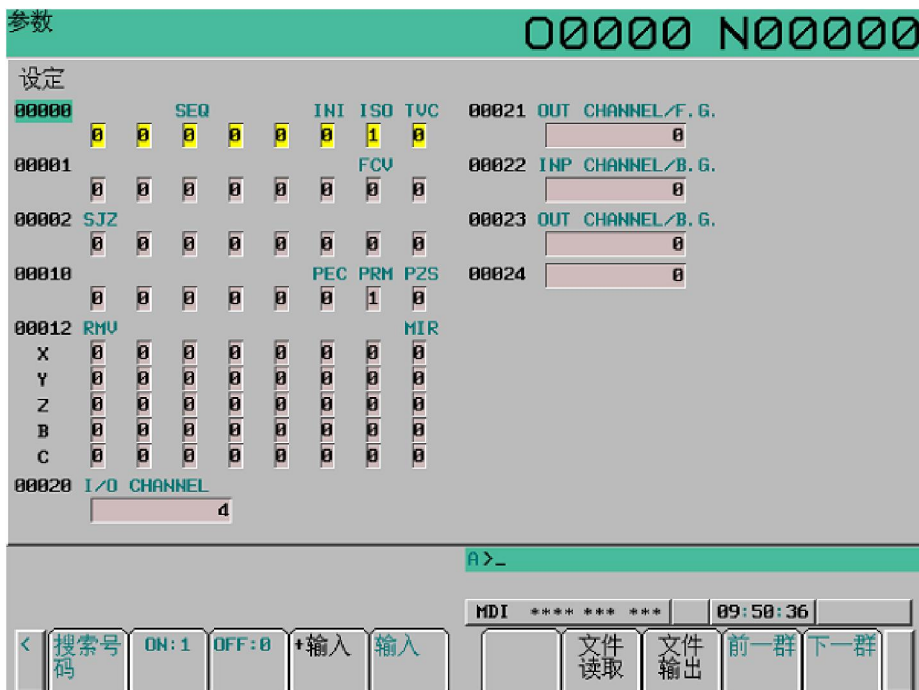 参数
O0000 N00000
设定
00000 SEQ INI ISO TVC
0 0 0 0 0 0 1 0
00001 FCV
0 0 0 0 0 0 0 0
00002 SJZ
0 0 0 0 0 0 0 0
00010 PEC PRM PZS
0 0 0 0 0 0 1 0
00012 RMV MIR
X 0 0 0 0 0 0 0 0
Y 0 0 0 0 0 0 0 0
Z 0 0 0 0 0 0 0 0
B 0 0 0 0 0 0 0 0
C 0 0 0 0 0 0 0 0
00020 I/O CHANNEL
4
00021 OUT CHANNEL/F.G.
0
00022 INP CHANNEL/B.G.
0
00023 OUT CHANNEL/B.G.
0
00024 0
A>_
MDI **** *** *** 09:50:36
< 搜索号码 ON:1 OFF:0 +输入 输入 文件读取 文件输出 前一群 下一群